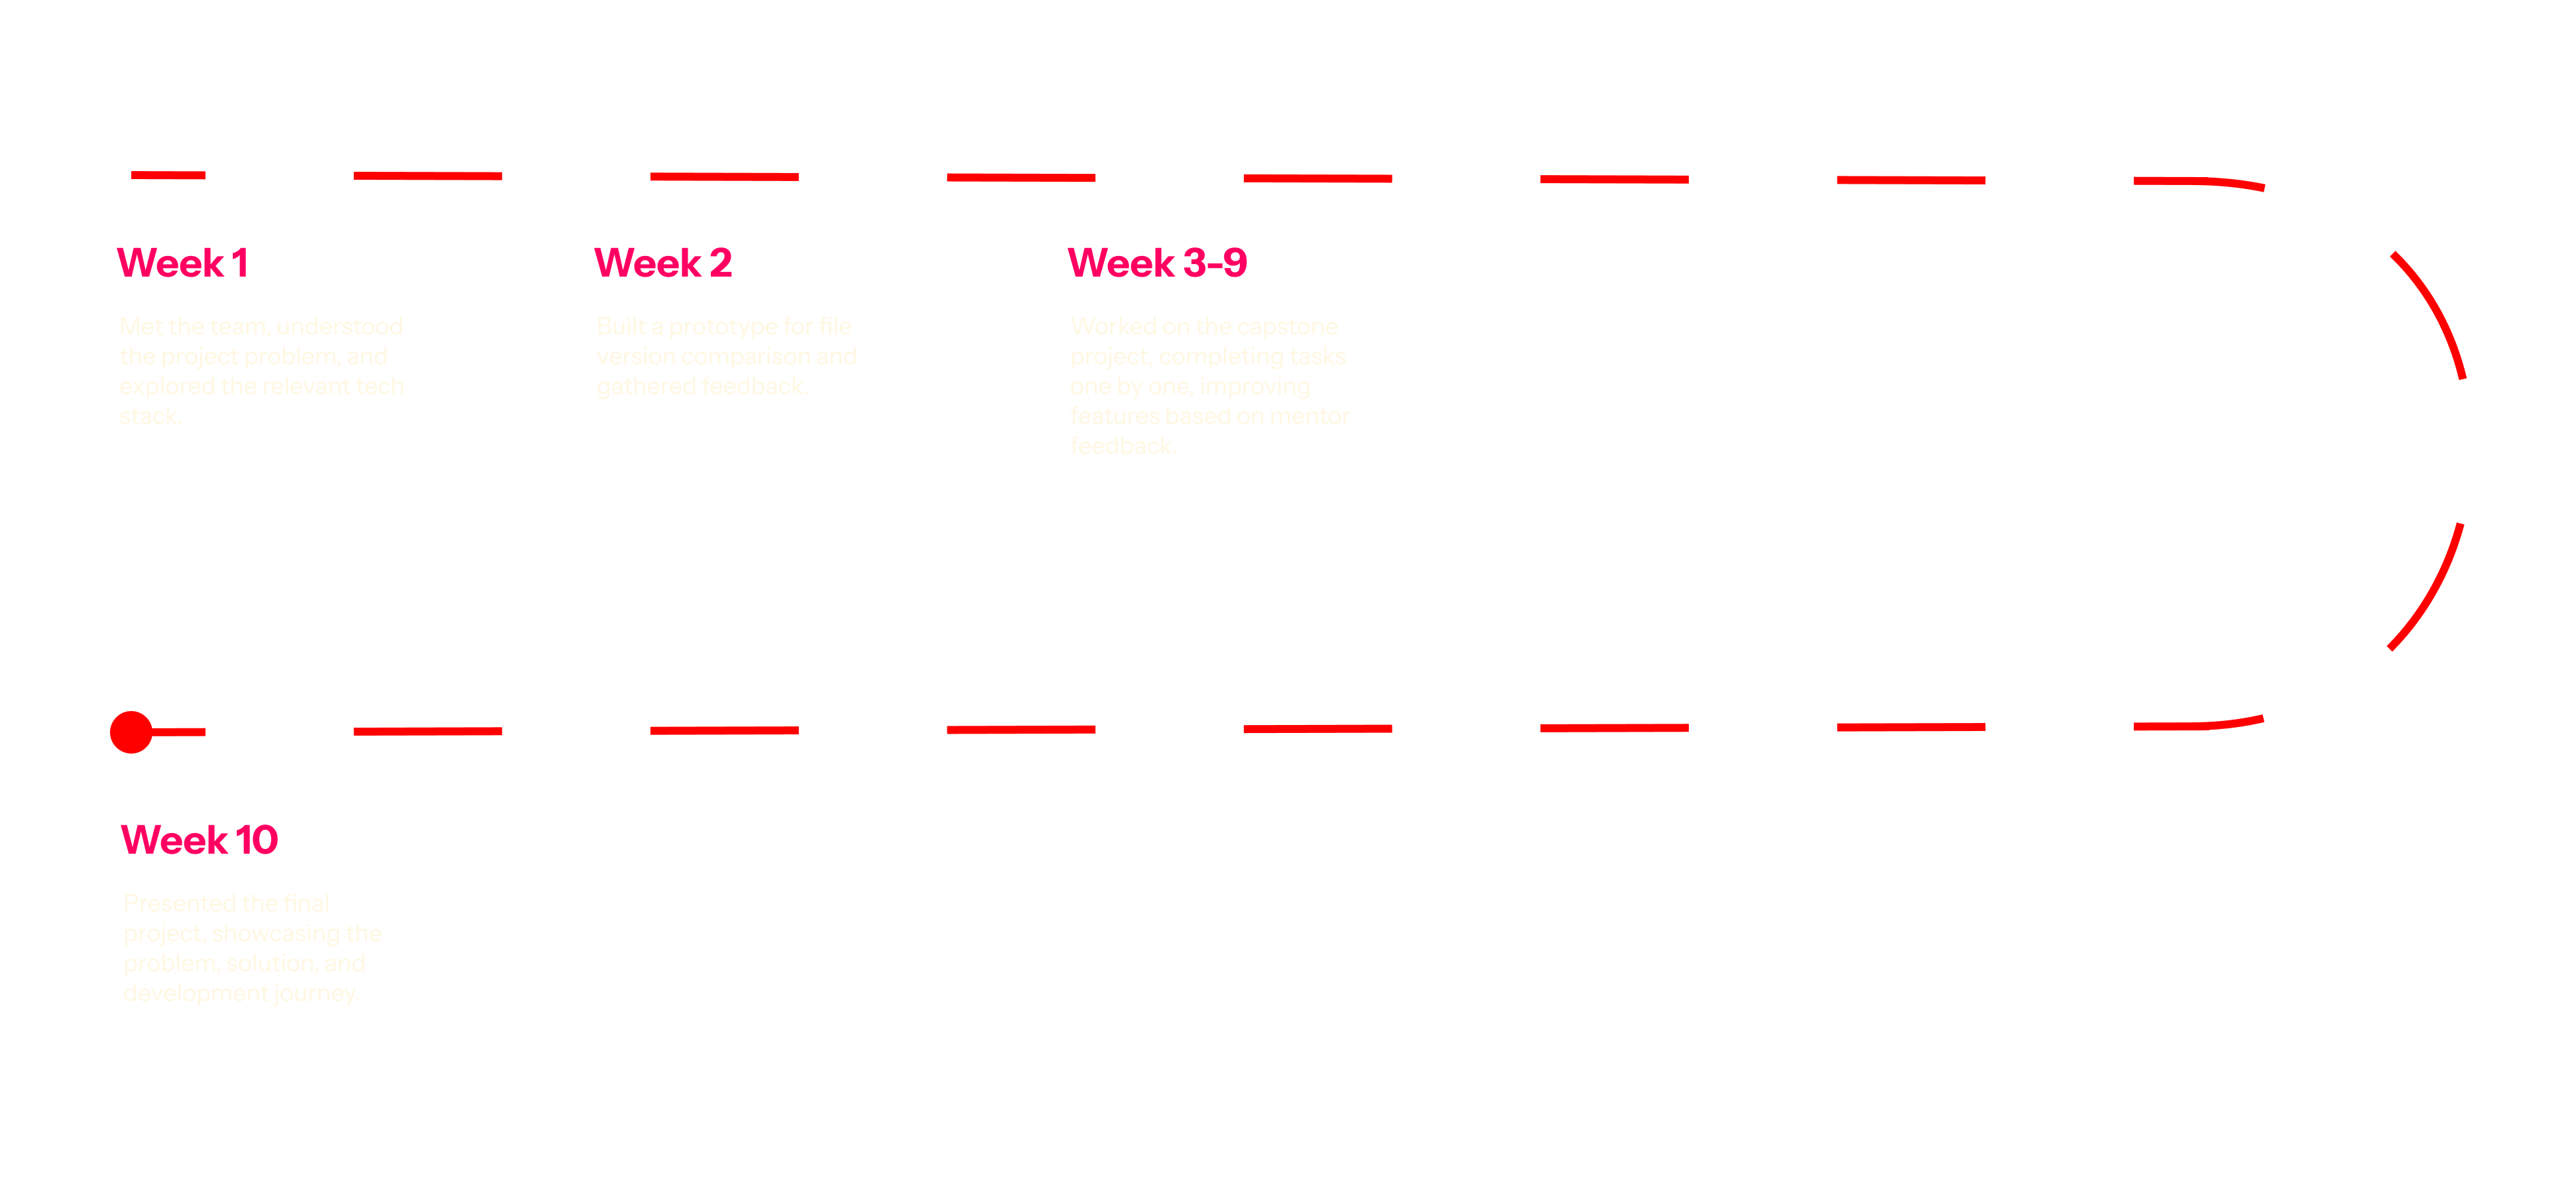 Week 1
Met the team, understood
the project problem, and
explored the relevant tech
stack.
Week 2
Built a prototype for file
version comparison and
gathered feedback.
Week 3-9
Worked on the capstone
project, completing tasks
one by one, improving
features based on mentor
feedback.
Week 10
Presented the final
project, showcasing the
problem, solution, and
development journey.